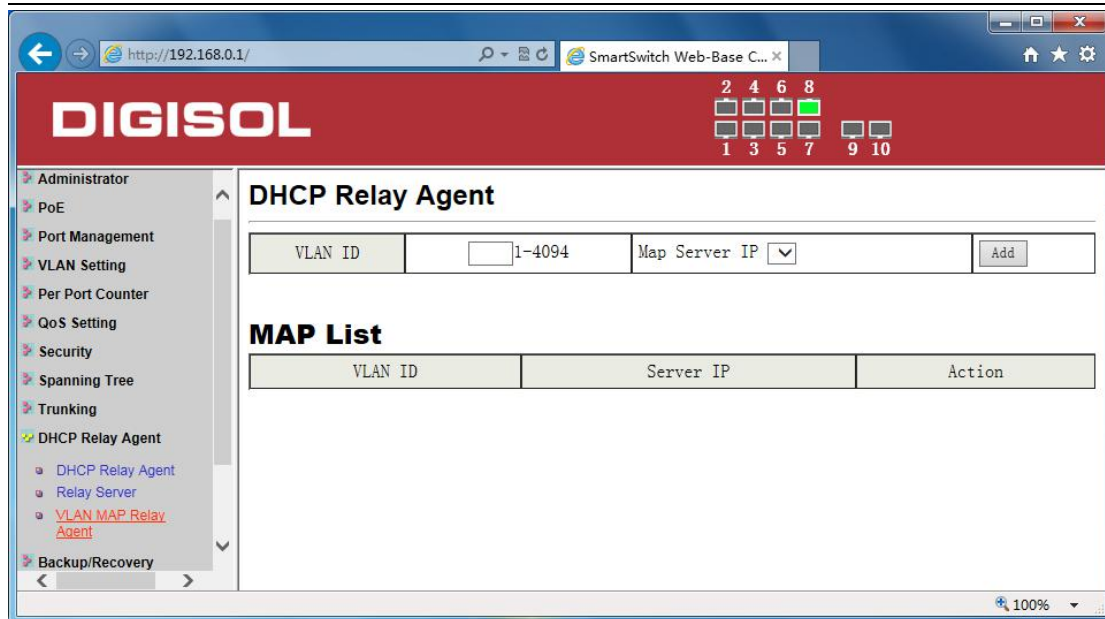 http://192.168.0.1/
SmartSwitch Web-Base C...
DIGISOL
2 4 6 8
1 3 5 7 9 10
Administrator
PoE
Port Management
VLAN Setting
Per Port Counter
QoS Setting
Security
Spanning Tree
Trunking
DHCP Relay Agent
DHCP Relay Agent
Relay Server
VLAN MAP Relay
Agent
Backup/Recovery
DHCP Relay Agent
VLAN ID 1-4094 Map Server IP Add
MAP List
VLAN ID Server IP Action
100%